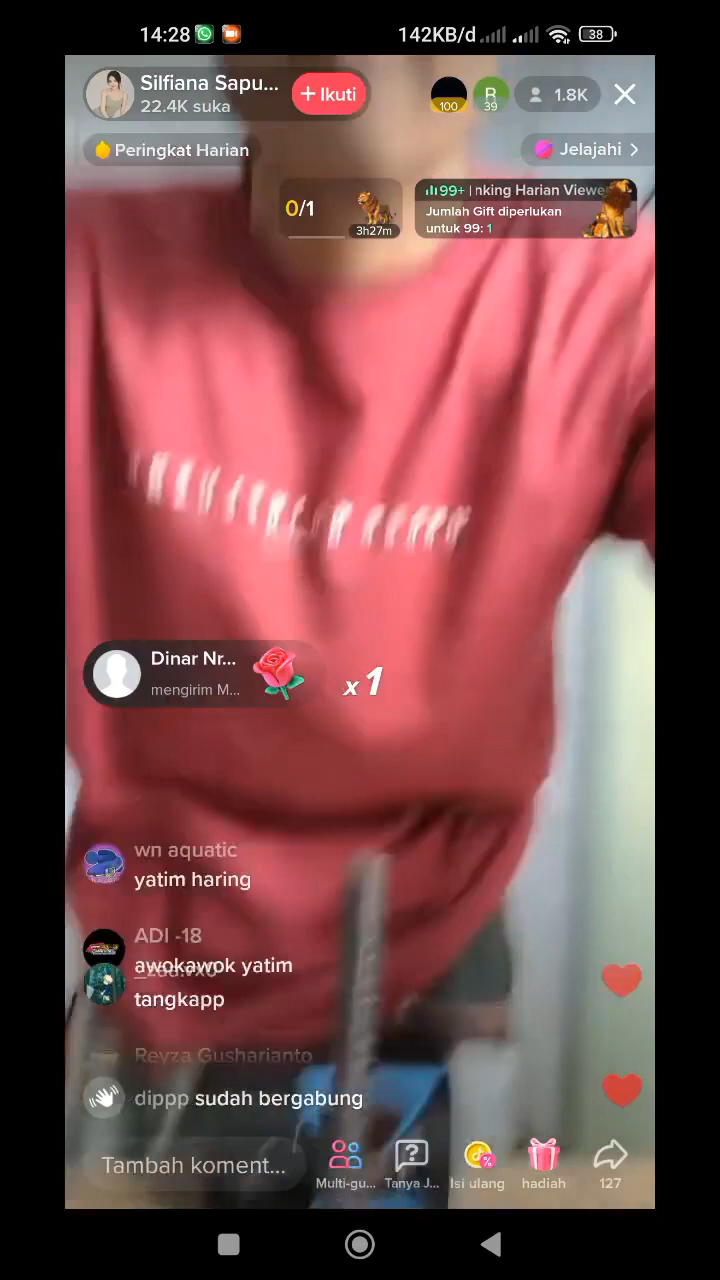 14:28
142KB/d
38
Silfiana Sapu...
22.4K suka
+ Ikuti
100
B
39
1.8K
Peringkat Harian
Jelajahi >
0/1
3h27m
99+ | nking Harian Viewe
Jumlah Gift diperlukan
untuk 99: 1
Dinar Nr...
mengirim M...
x1
wn aquatic
yatim haring
ADI -18
awokawok yatim
tangkapp
Reyza Gusharianto
dippp sudah bergabung
Tambah koment...
Multi-gu...
Tanya J...
Isi ulang
hadiah
127